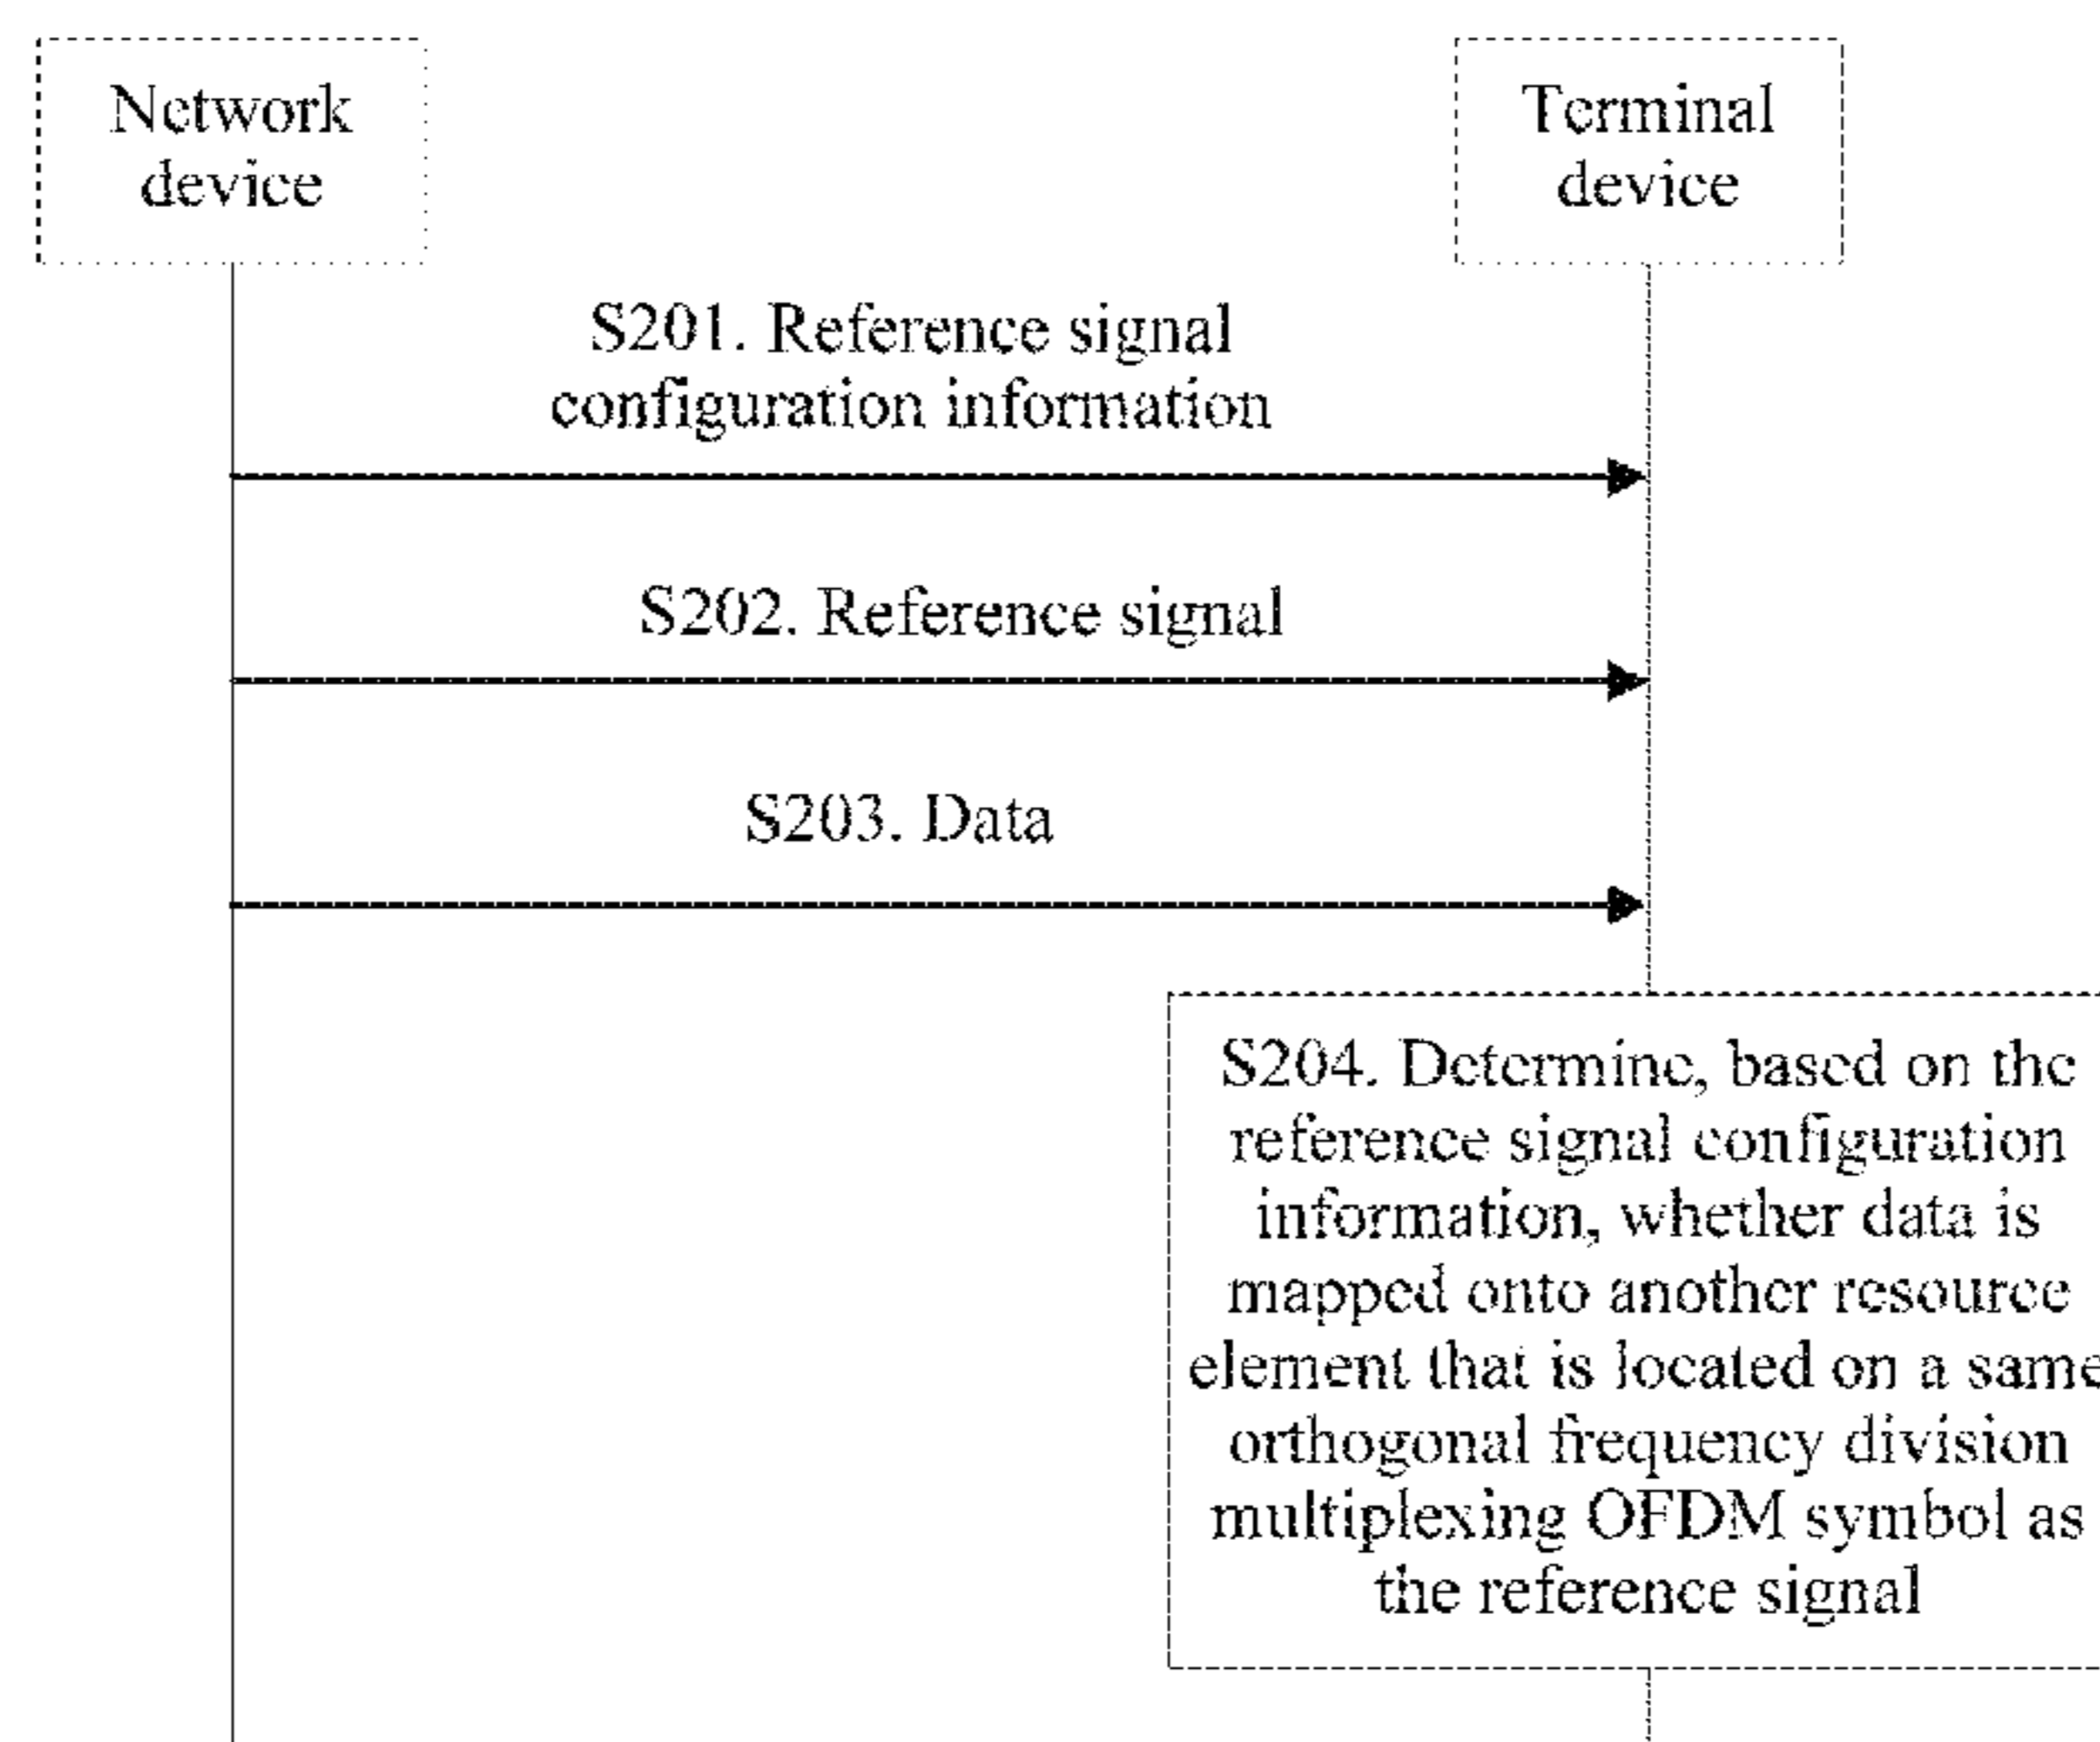 Network
device
Terminal
device
S201. Reference signal
configuration information
S202. Reference signal
S203. Data
S204. Determine, based on the
reference signal configuration
information, whether data is
mapped onto another resource
element that is located on a same
orthogonal frequency division
multiplexing OFDM symbol as
the reference signal